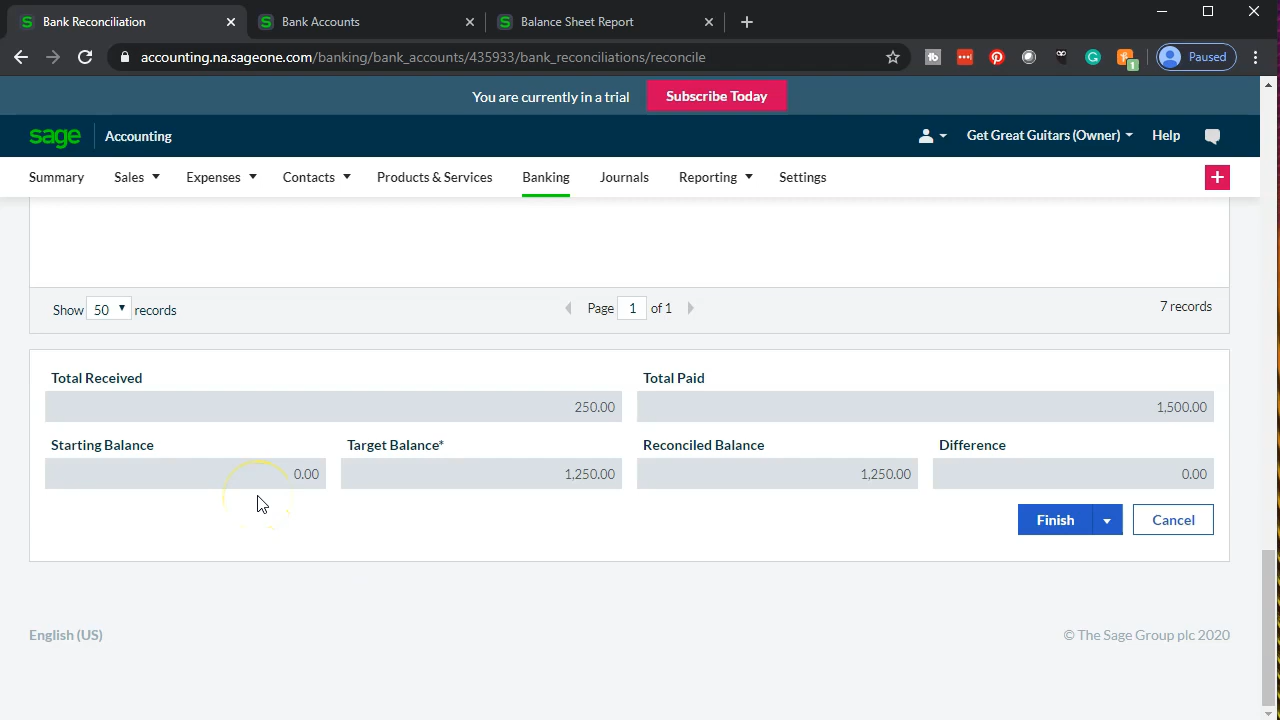 Bank Reconciliation
Bank Accounts
Balance Sheet Report
accounting.na.sageone.com/banking/bank_accounts/435933/bank_reconciliations/reconcile
Paused
1
You are currently in a trial
Subscribe Today
sage
Accounting
Get Great Guitars (Owner)
Help
Summary
Sales
Expenses
Contacts
Products & Services
Banking
Journals
Reporting
Settings
Show 50 records
Page 1 of 1
7 records
Total Received
Total Paid
250.00
1,500.00
Starting Balance
Target Balance*
Reconciled Balance
Difference
0.00
1,250.00
1,250.00
0.00
Finish
Cancel
English (US)
© The Sage Group plc 2020